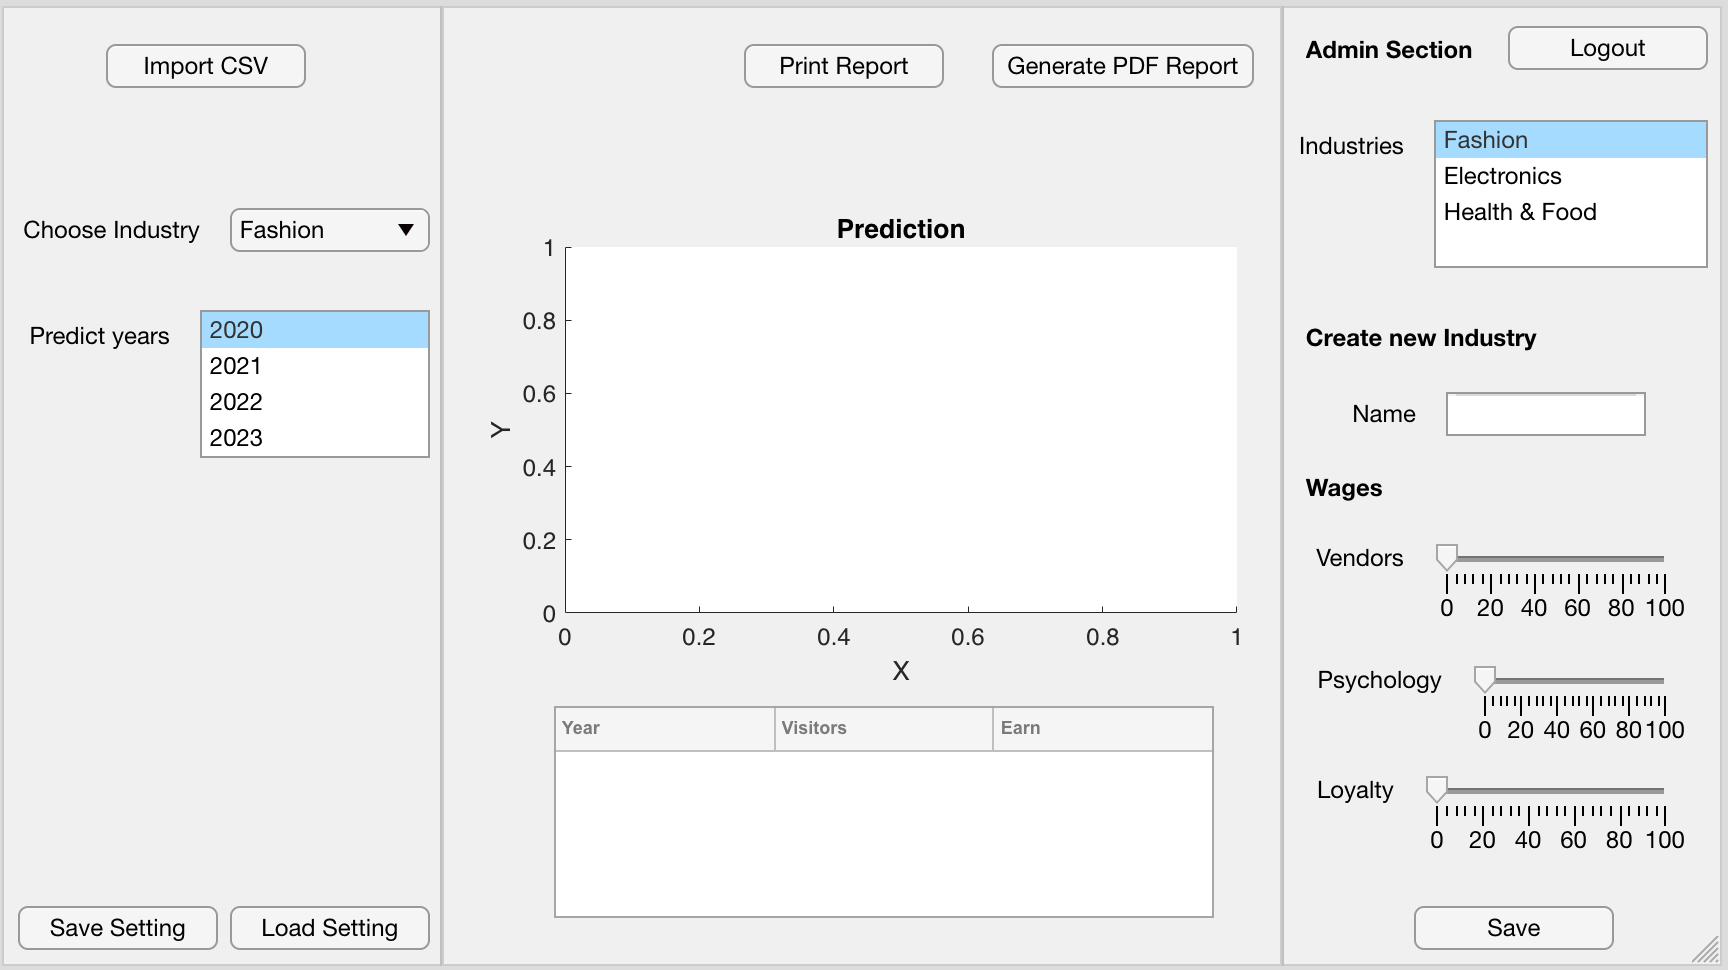 Import CSV
Choose Industry
Fashion
Predict years
2020
2021
2022
2023
Save Setting
Load Setting
Print Report
Generate PDF Report
Prediction
1
0.8
0.6
0.4
0.2
0
Y
0 0.2 0.4 0.6 0.8 1
X
Year Visitors Earn
Admin Section
Logout
Industries
Fashion
Electronics
Health & Food
Create new Industry
Name
Wages
Vendors
0 20 40 60 80 100
Psychology
0 20 40 60 80 100
Loyalty
0 20 40 60 80 100
Save